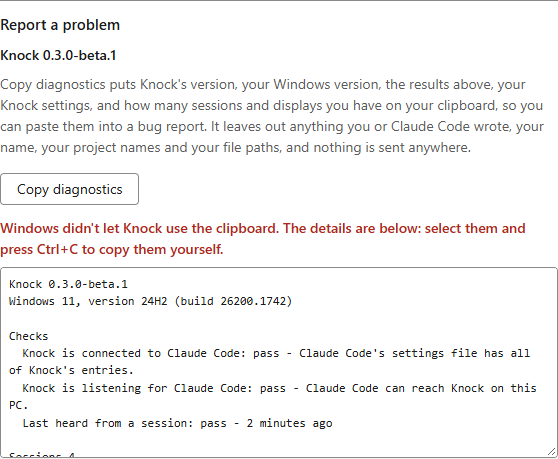 Report a problem
Knock 0.3.0-beta.1
Copy diagnostics puts Knock's version, your Windows version, the results above, your
Knock settings, and how many sessions and displays you have on your clipboard, so you
can paste them into a bug report. It leaves out anything you or Claude Code wrote, your
name, your project names and your file paths, and nothing is sent anywhere.
Copy diagnostics
Windows didn't let Knock use the clipboard. The details are below: select them and
press Ctrl+C to copy them yourself.
Knock 0.3.0-beta.1
Windows 11, version 24H2 (build 26200.1742)
Checks
Knock is connected to Claude Code: pass - Claude Code's settings file has all
of Knock's entries.
Knock is listening for Claude Code: pass - Claude Code can reach Knock on this
PC.
Last heard from a session: pass - 2 minutes ago
Sessions 4